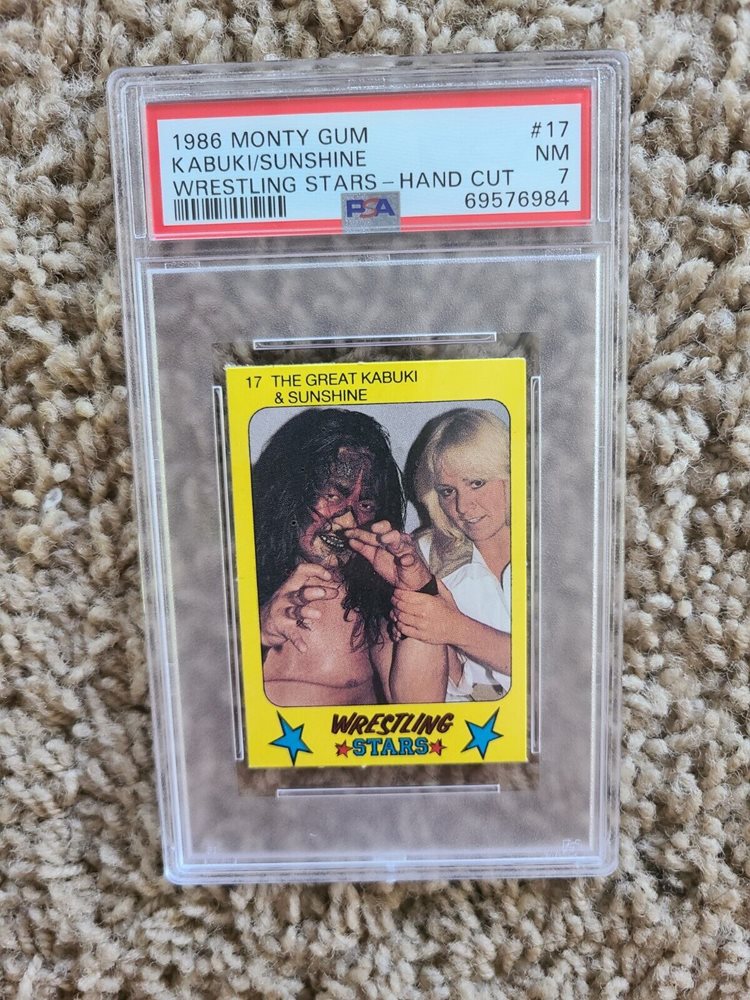 1986 MONTY GUM #17
KABUKI/SUNSHINE NM
WRESTLING STARS - HAND CUT 7
PSA 69576984
17 THE GREAT KABUKI
& SUNSHINE
WRESTLING
STARS